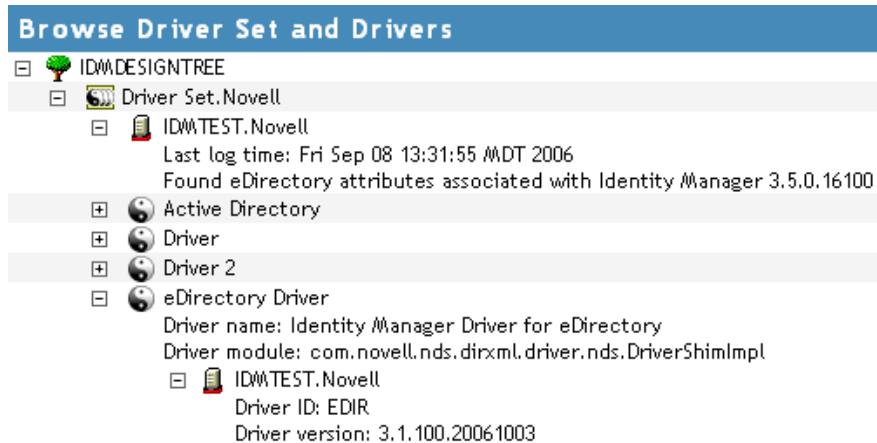 Browse Driver Set and Drivers
IDMDESIGNTREE
Driver Set.Novell
IDMTEST.Novell
Last log time: Fri Sep 08 13:31:55 MDT 2006
Found eDirectory attributes associated with Identity Manager 3.5.0.16100
Active Directory
Driver
Driver 2
eDirectory Driver
Driver name: Identity Manager Driver for eDirectory
Driver module: com.novell.nds.dirxml.driver.nds.DriverShimImpl
IDMTEST.Novell
Driver ID: EDIR
Driver version: 3.1.100.20061003